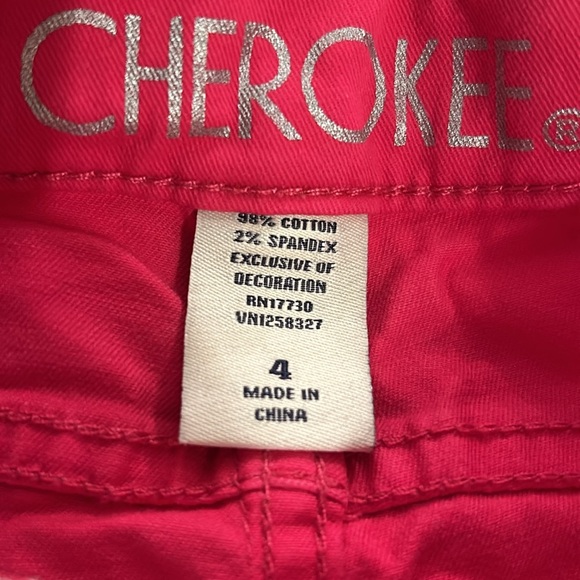 CHEROKEE®
98% COTTON
2% SPANDEX
EXCLUSIVE OF
DECORATION
RN17730
VN1258327
4
MADE IN
CHINA